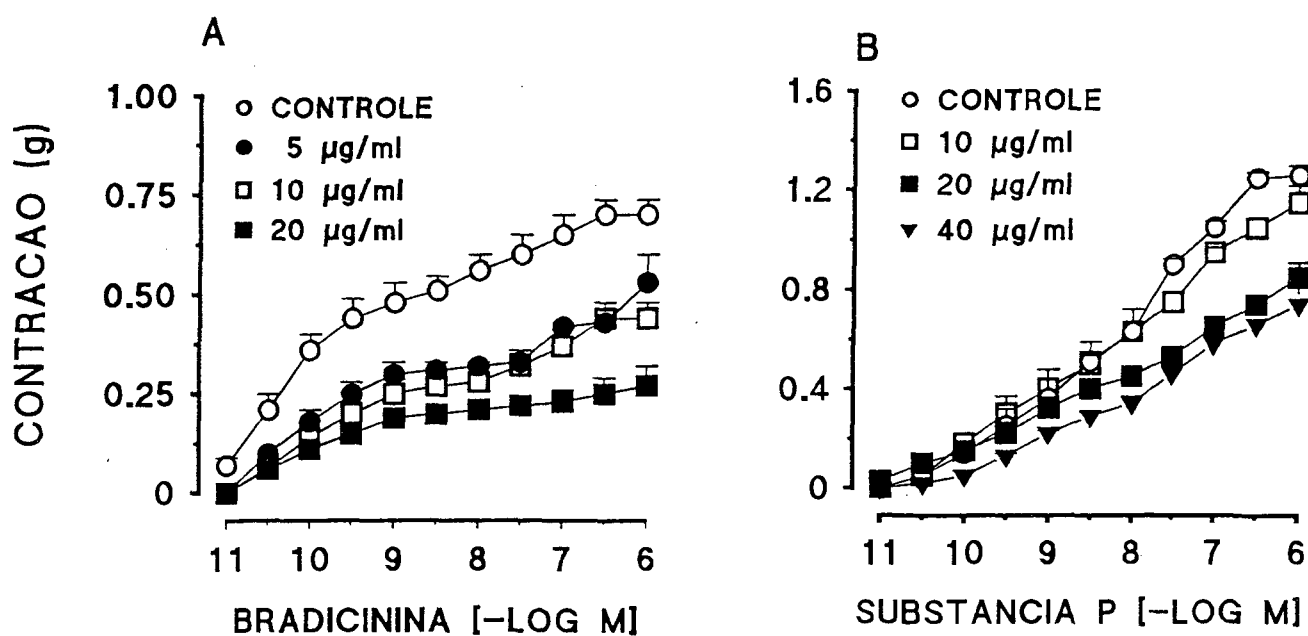 A
CONTRACAO (g)
1.00
0.75
0.50
0.25
0
CONTROLE
5 µg/ml
10 µg/ml
20 µg/ml
11 10 9 8 7 6
BRADICININA [-LOG M]
B
1.6
1.2
0.8
0.4
0
CONTROLE
10 µg/ml
20 µg/ml
40 µg/ml
11 10 9 8 7 6
SUBSTANCIA P [-LOG M]